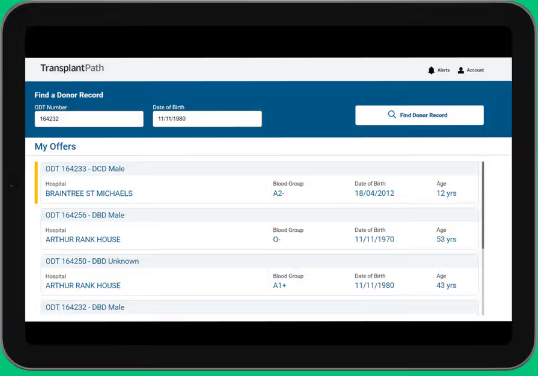 TransplantPath
Alerts Account
Find a Donor Record
ODT Number Date of Birth
164232 11/11/1980 Find Donor Record
My Offers
ODT 164233 - DCD Male
Hospital Blood Group Date of Birth Age
BRAINTREE ST MICHAELS A2- 18/04/2012 12 yrs
ODT 164256 - DBD Male
Hospital Blood Group Date of Birth Age
ARTHUR RANK HOUSE O- 11/11/1970 53 yrs
ODT 164250 - DBD Unknown
Hospital Blood Group Date of Birth Age
ARTHUR RANK HOUSE A1+ 11/11/1980 43 yrs
ODT 164232 - DBD Male